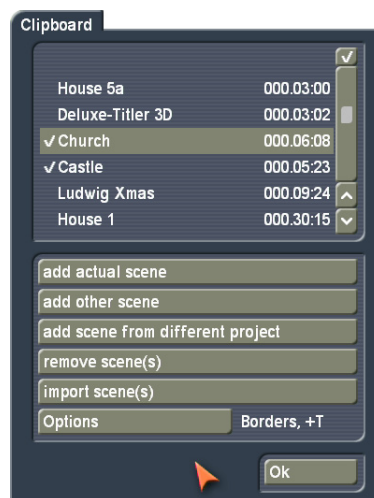 Clipboard
House 5a 000.03:00
Deluxe-Titler 3D 000.03:02
Church 000.06:08
Castle 000.05:23
Ludwig Xmas 000.09:24
House 1 000.30:15
add actual scene
add other scene
add scene from different project
remove scene(s)
import scene(s)
Options Borders, +T
Ok